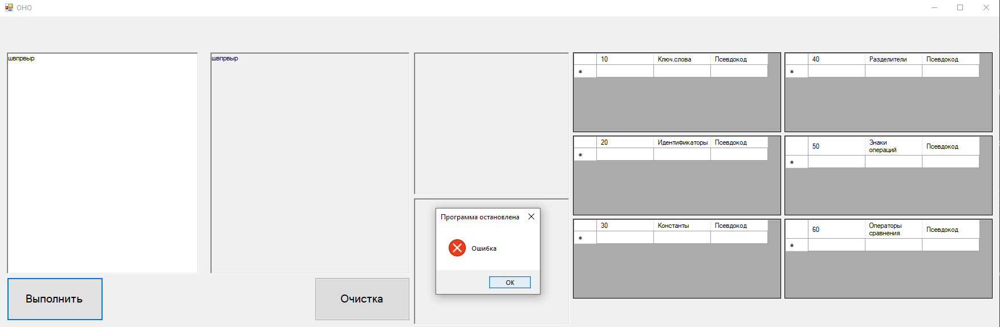 ОНО
швпрвыр
швпрвыр
10 Ключ.слова Псевдокод
40 Разделители Псевдокод
20 Идентификаторы Псевдокод
50 Знаки операций Псевдокод
30 Константы Псевдокод
60 Операторы сравнения Псевдокод
Программа остановлена
Ошибка
OK
Выполнить
Очистка